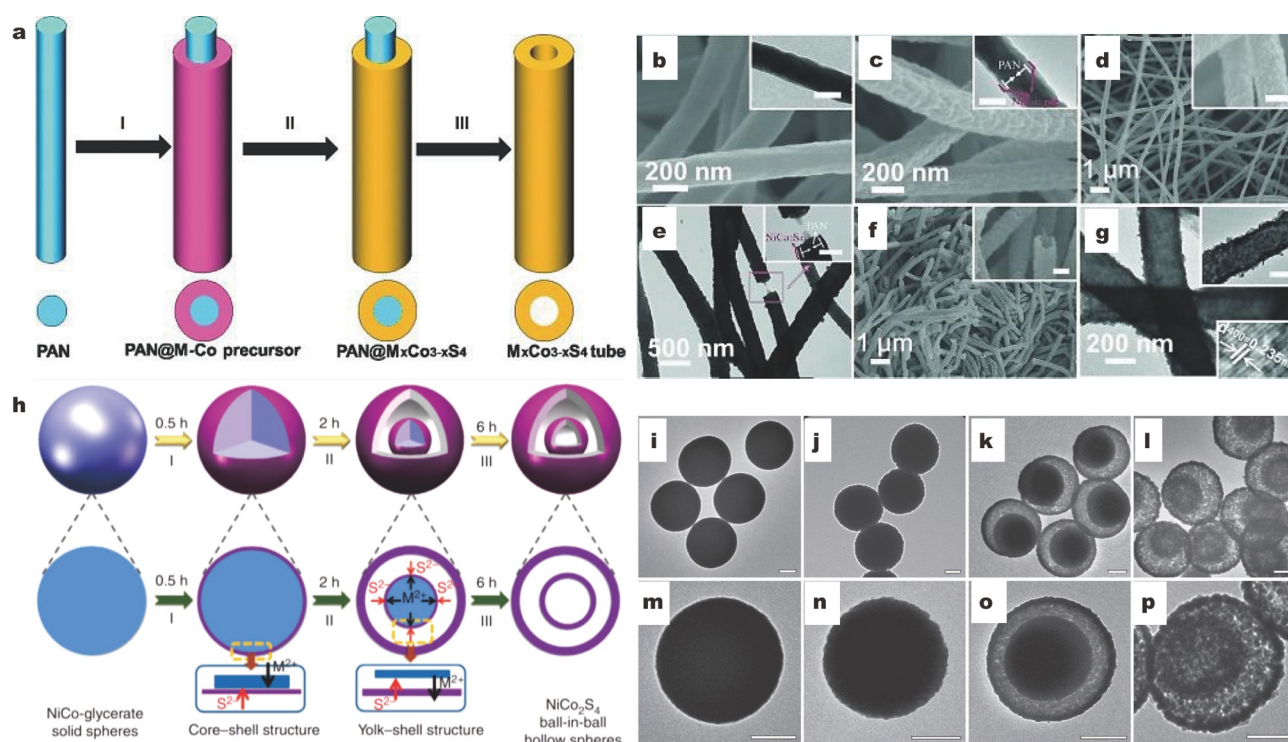 a
I
II
III
PAN
PAN@M-Co precursor
PAN@MxCo3-xS4
MxCo3-xS4 tube
b
200 nm
c
PAN
200 nm
d
1 µm
e
NiCo2S4
PAN
500 nm
f
1 µm
g
200 nm
d400=0.235n
h
0.5 h
I
2 h
II
6 h
III
0.5 h
I
2 h
II
6 h
III
S2−
S2−
M2+
S2−
M2+
S2−
M2+
S2−
NiCo-glycerate
solid spheres
Core–shell structure
Yolk–shell structure
NiCo2S4
ball-in-ball
hollow spheres
i
j
k
l
m
n
o
p